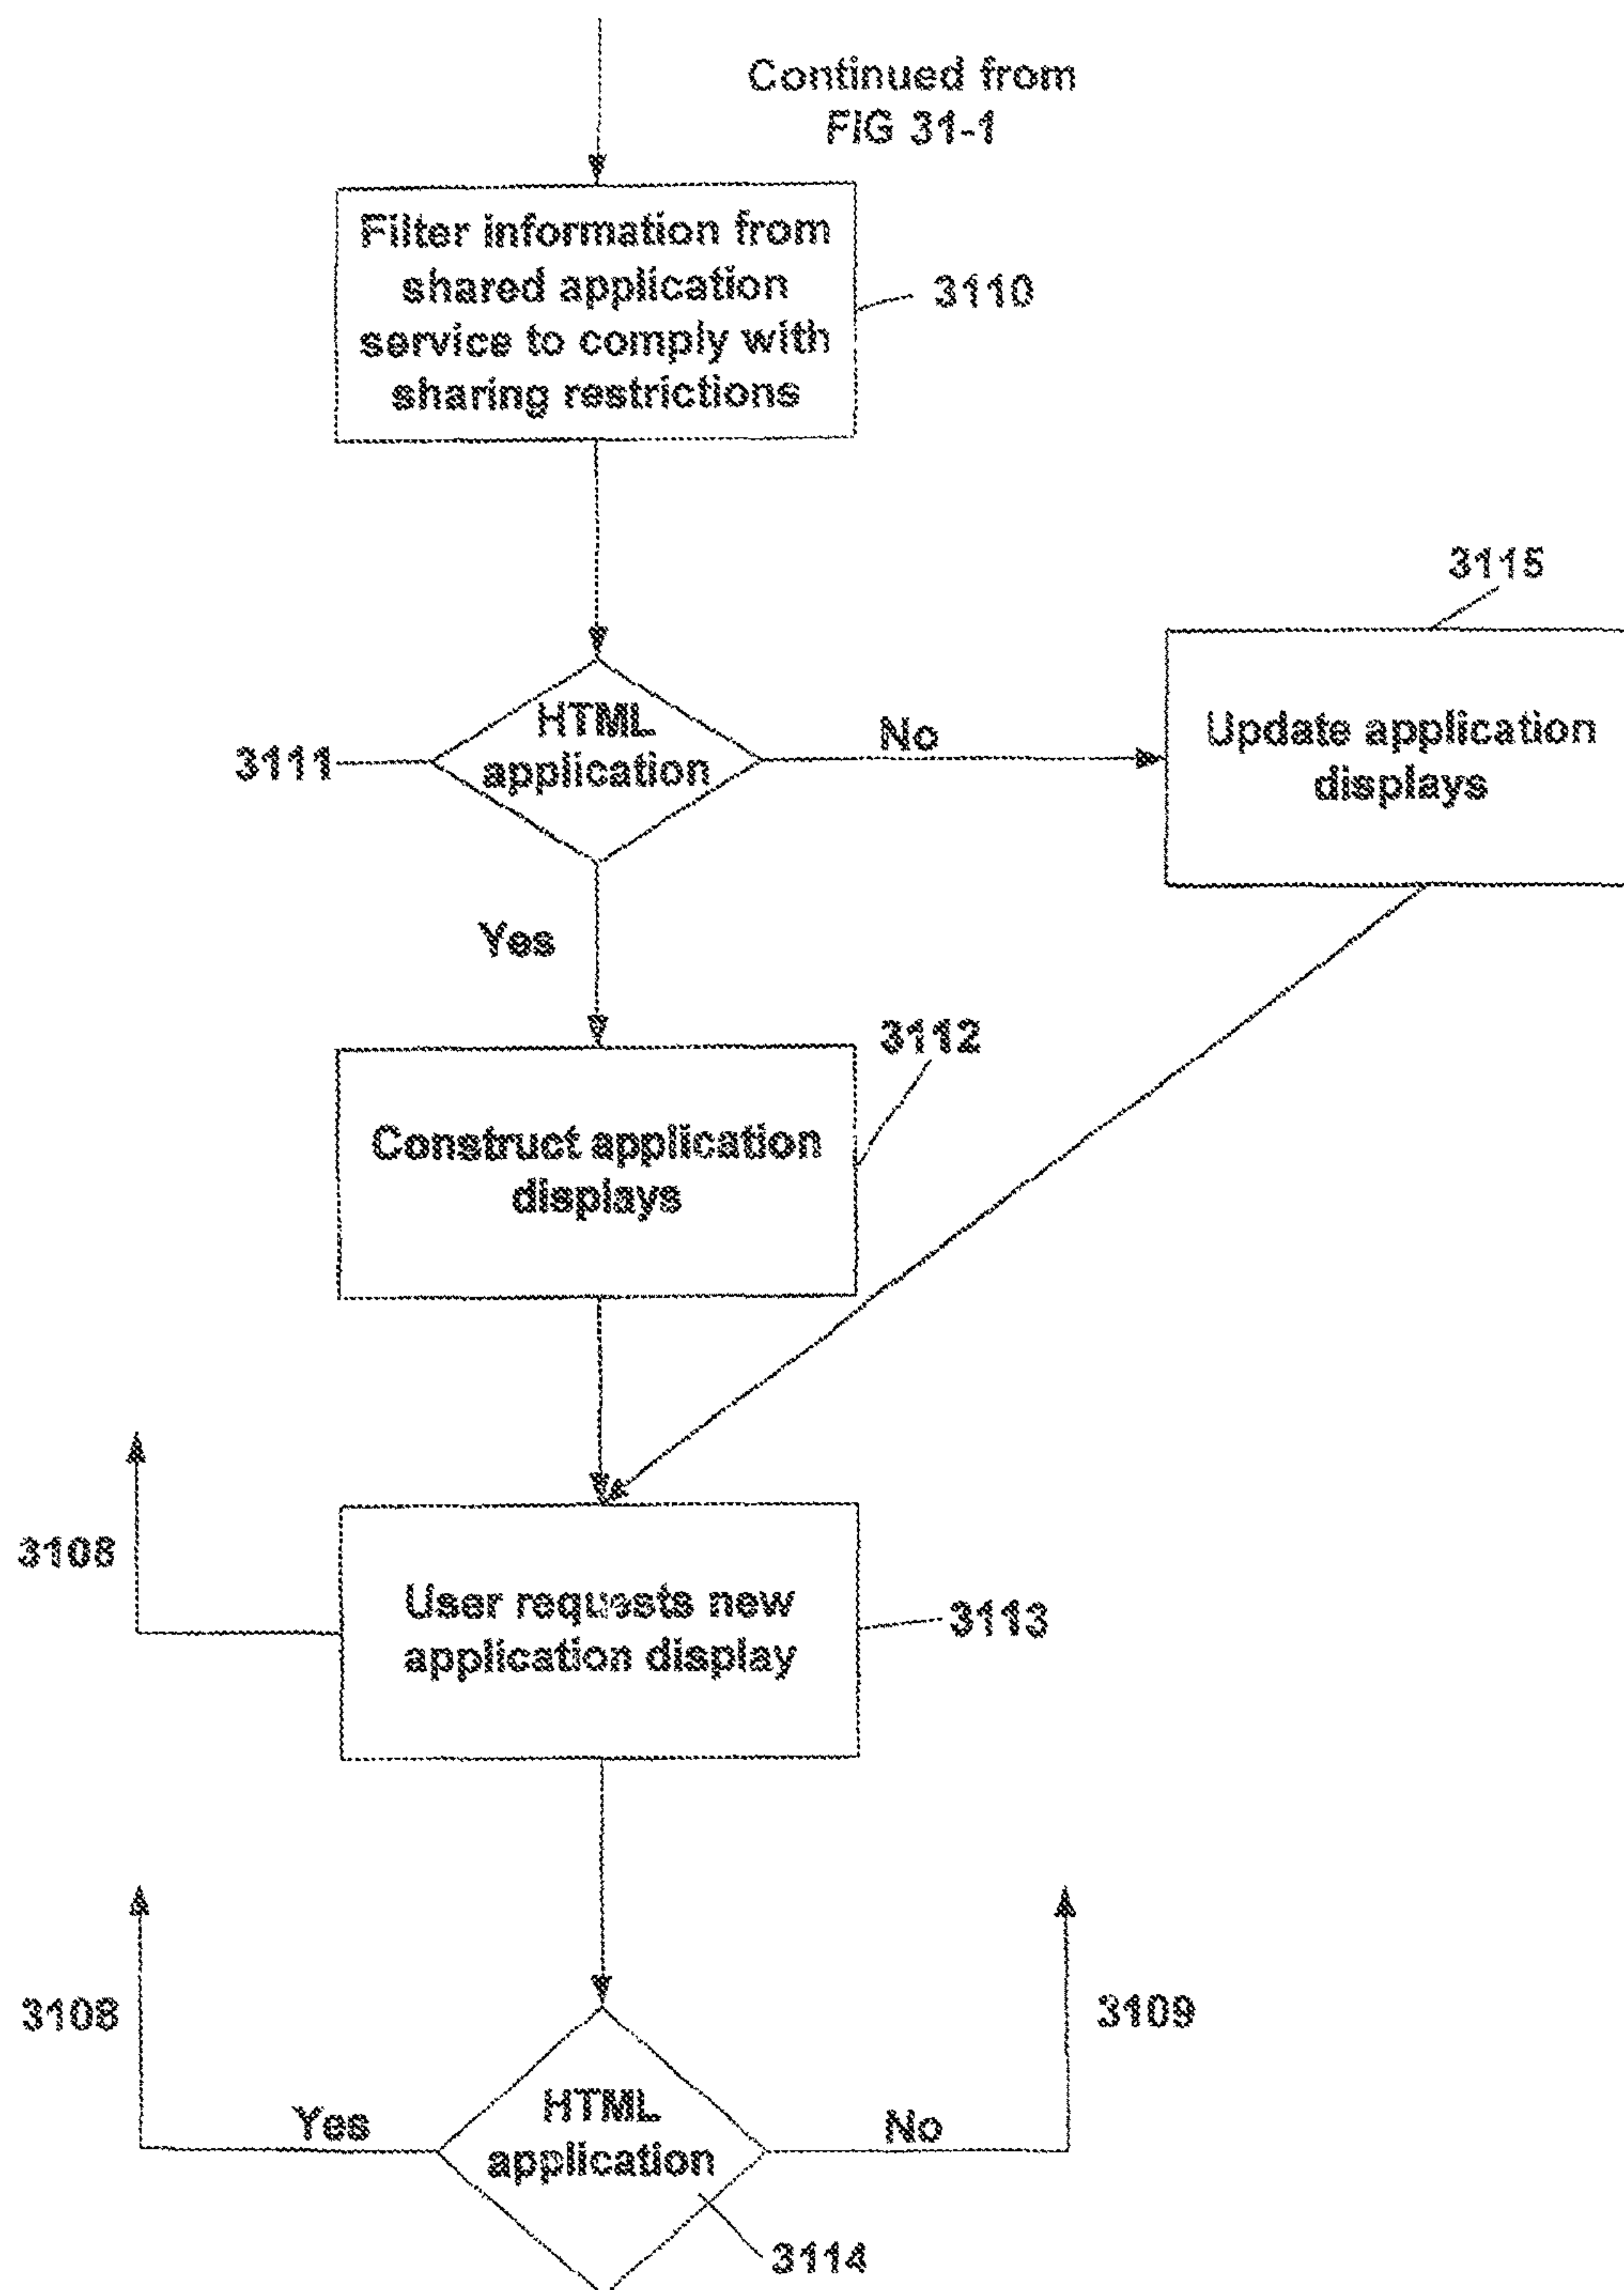 Continued from
FIG 31-1
Filter information from
shared application
service to comply with
sharing restrictions
3110
3115
HTML
application
3111
No
Update application
displays
Yes
3112
Construct application
displays
3108
User requests new
application display
3113
3108
3109
Yes
HTML
application
No
3114